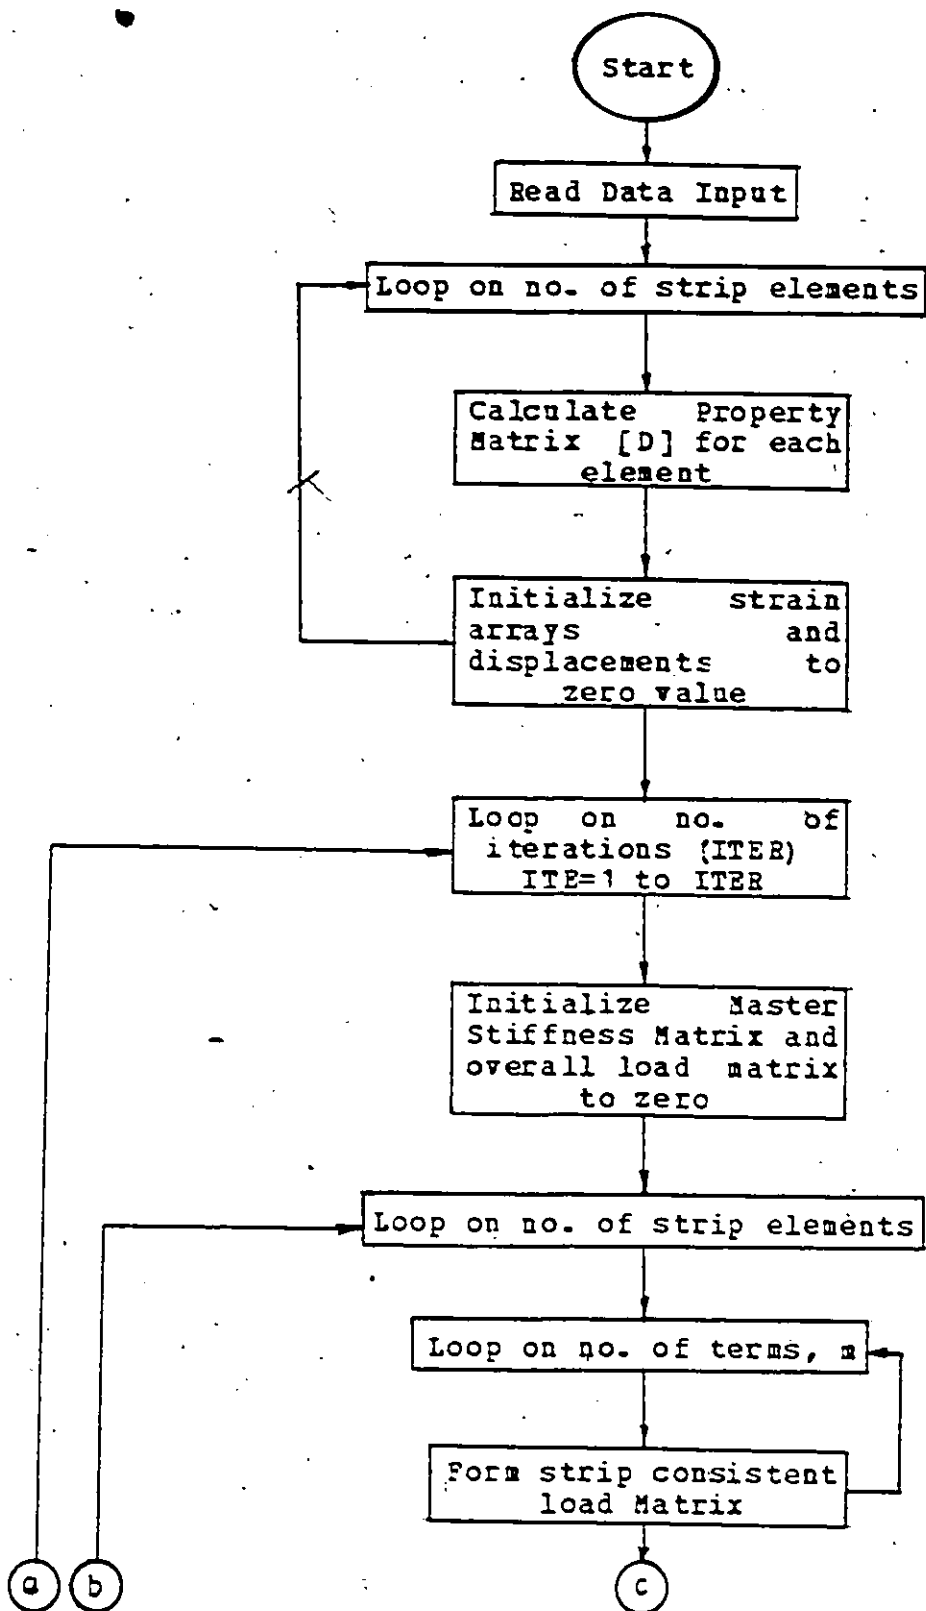 Start
Read Data Input
Loop on no. of strip elements
Calculate Property
Matrix [D] for each
element
Initialize strain
arrays and
displacements to
zero value
Loop on no. of
iterations (ITER)
ITE=1 to ITER
Initialize Master
Stiffness Matrix and
overall load matrix
to zero
Loop on no. of strip elements
Loop on no. of terms, m
Form strip consistent
load Matrix
a b c